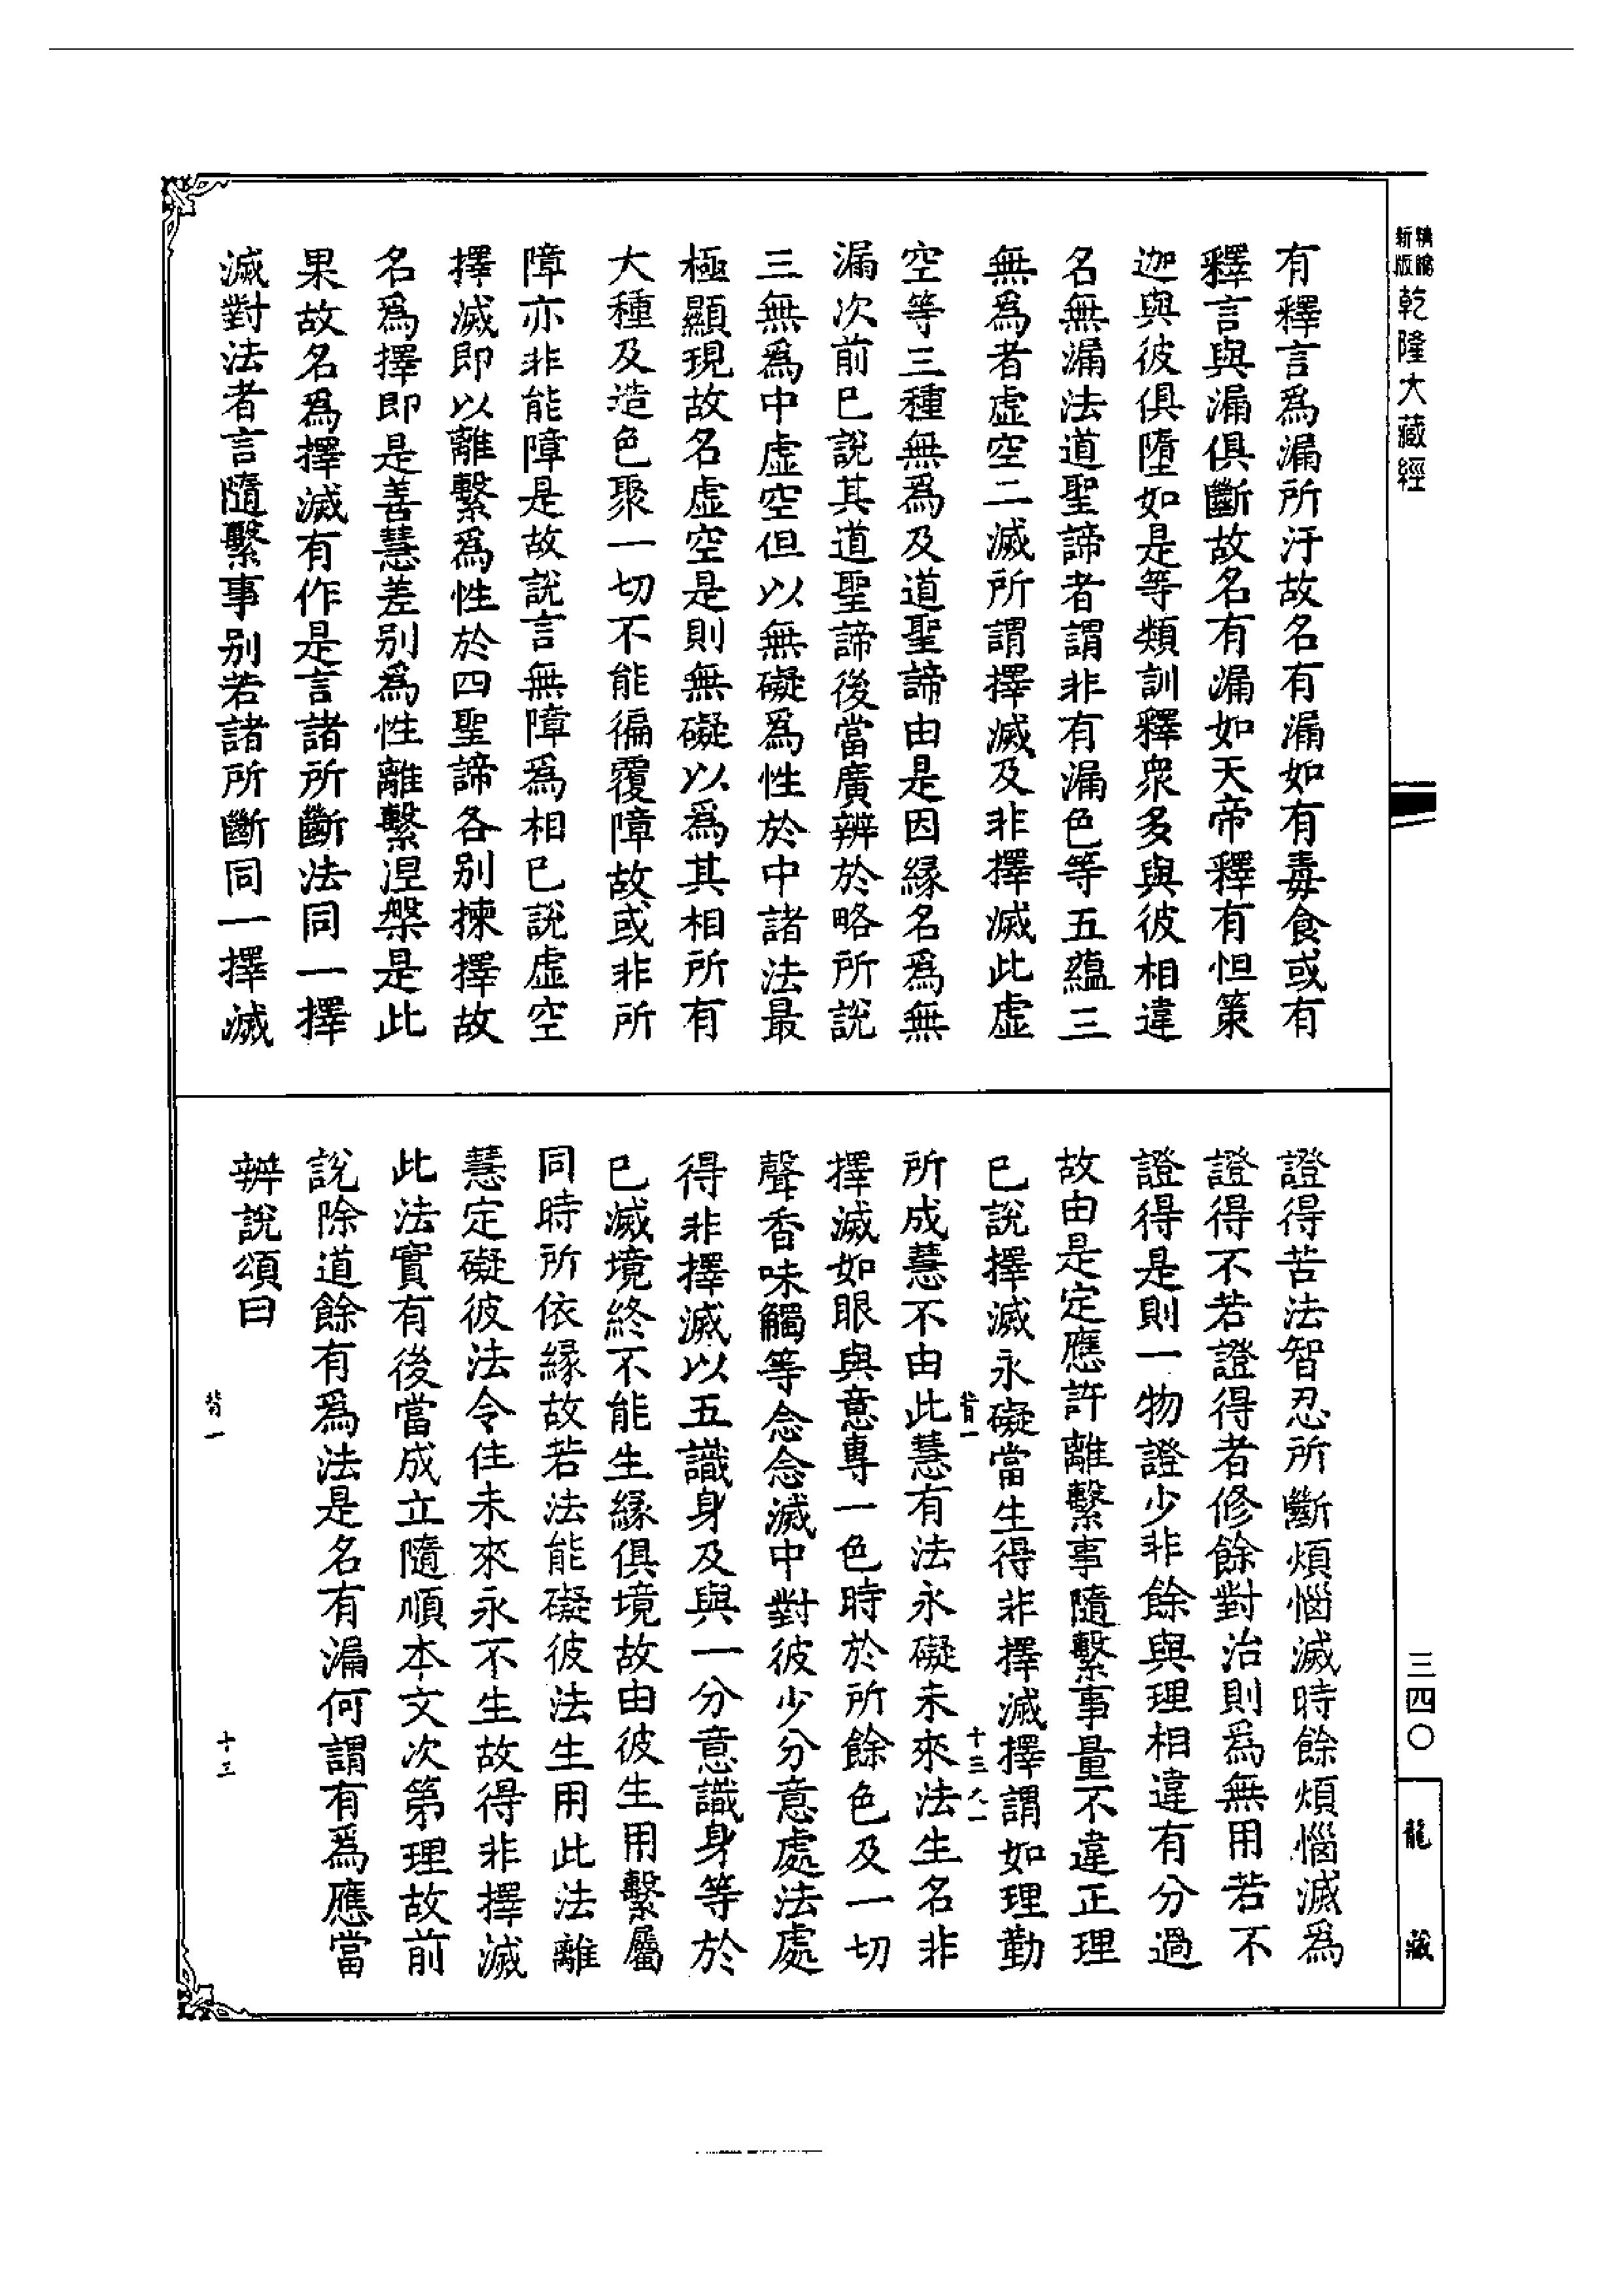 新版
精縮
乾隆大藏經
有釋言爲漏所汙故名有漏如有毒食或有
釋言與漏俱斷故名有漏如天帝釋有怛策
迦與彼俱墮如是等類訓釋衆多與彼相違
名無漏法道聖諦者謂非有漏色等五蘊三
無爲者虛空二滅所謂擇滅及非擇滅此虛
空等三種無爲及道聖諦由是因緣名爲無
漏次前已說其道聖諦後當廣辨於略所說
三無爲中虛空但以無礙爲性於中諸法最
極顯現故名虛空是則無礙以爲其相所有
大種及造色聚一切不能徧覆障故或非所
障亦非能障是故說言無障爲相已說虛空
擇滅即以離繫爲性於四聖諦各別揀擇故
名爲擇即是善慧差別爲性離繫涅槃是此
果故名爲擇滅有作是言諸所斷法同一擇
滅對法者言隨繫事別若諸所斷同一擇滅
證得苦法智忍所斷煩惱滅時餘煩惱滅爲
證得不若證得者修餘對治則爲無用若不
證得是則一物證少非餘與理相違有分過
故由是定應許離繫事隨繫事量不違正理
已說擇滅永礙當生得非擇滅擇謂如理勤
所成慧不由此慧有法永礙未來法生名非
擇滅如眼與意專一色時於所餘色及一切
聲香味觸等念念滅中對彼少分意處法處
得非擇滅以五識身及與一分意識身等於
已滅境終不能生緣俱境故由彼生用繫屬
同時所依緣故若法能礙彼法生用此法離
慧定礙彼法令住未來永不生故得非擇滅
此法實有後當成立隨順本文次第理故前
說除道餘有爲法是名有漏何謂有爲應當
辨說頌曰
十三
三四〇
龍藏